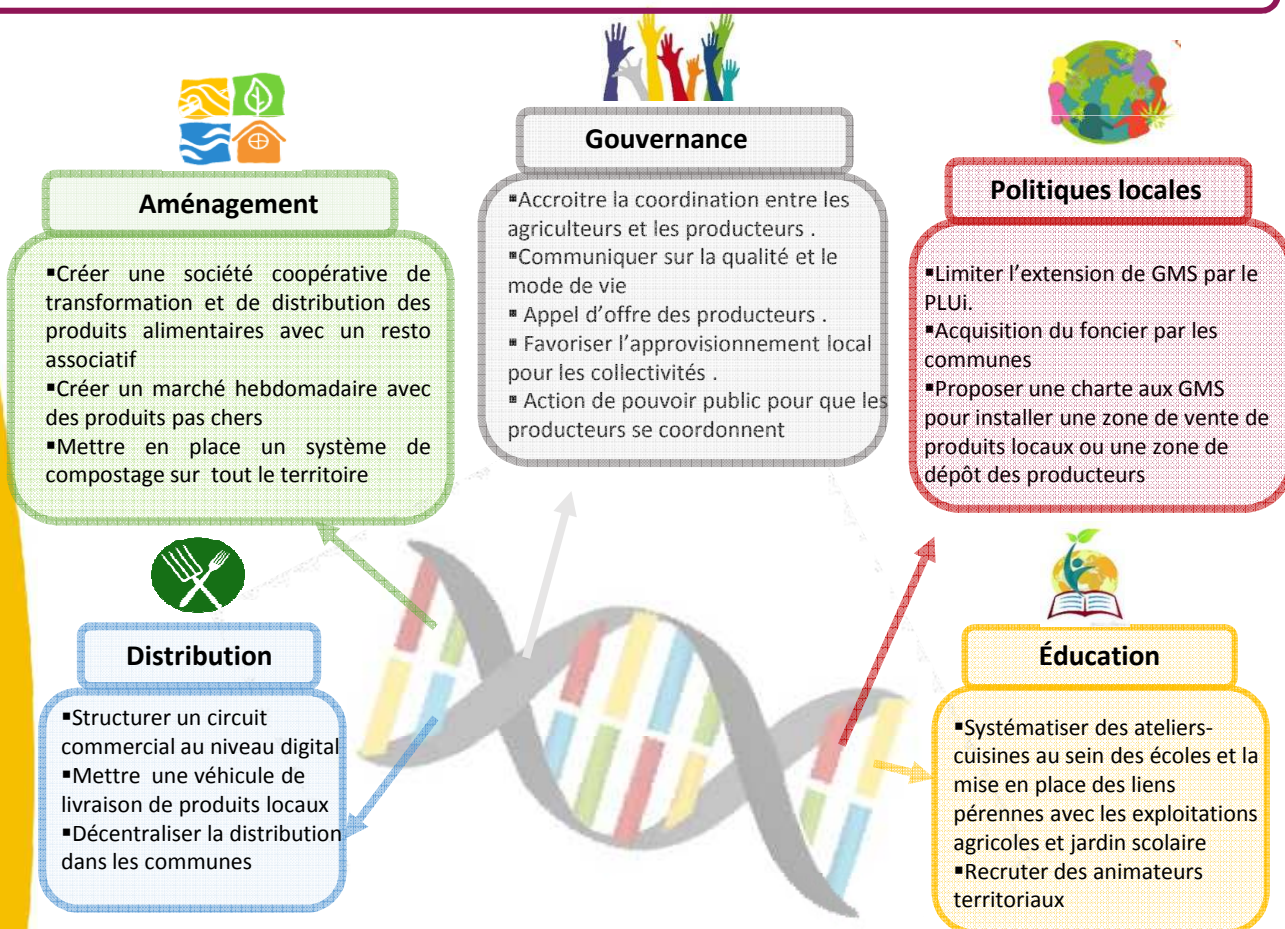 Aménagement
▪Créer une société coopérative de
transformation et de distribution des
produits alimentaires avec un resto
associatif
▪Créer un marché hebdomadaire avec
des produits pas chers
▪Mettre en place un système de
compostage sur tout le territoire
Gouvernance
▪Accroitre la coordination entre les
agriculteurs et les producteurs .
▪Communiquer sur la qualité et le
mode de vie
▪ Appel d’offre des producteurs .
▪ Favoriser l’approvisionnement local
pour les collectivités .
▪ Action de pouvoir public pour que les
producteurs se coordonnent
Politiques locales
▪Limiter l’extension de GMS par le
PLUi.
▪Acquisition du foncier par les
communes
▪Proposer une charte aux GMS
pour installer une zone de vente de
produits locaux ou une zone de
dépôt des producteurs
Distribution
▪Structurer un circuit
commercial au niveau digital
▪Mettre une véhicule de
livraison de produits locaux
▪Décentraliser la distribution
dans les communes
Éducation
▪Systématiser des ateliers-
cuisines au sein des écoles et la
mise en place des liens
pérennes avec les exploitations
agricoles et jardin scolaire
▪Recruter des animateurs
territoriaux